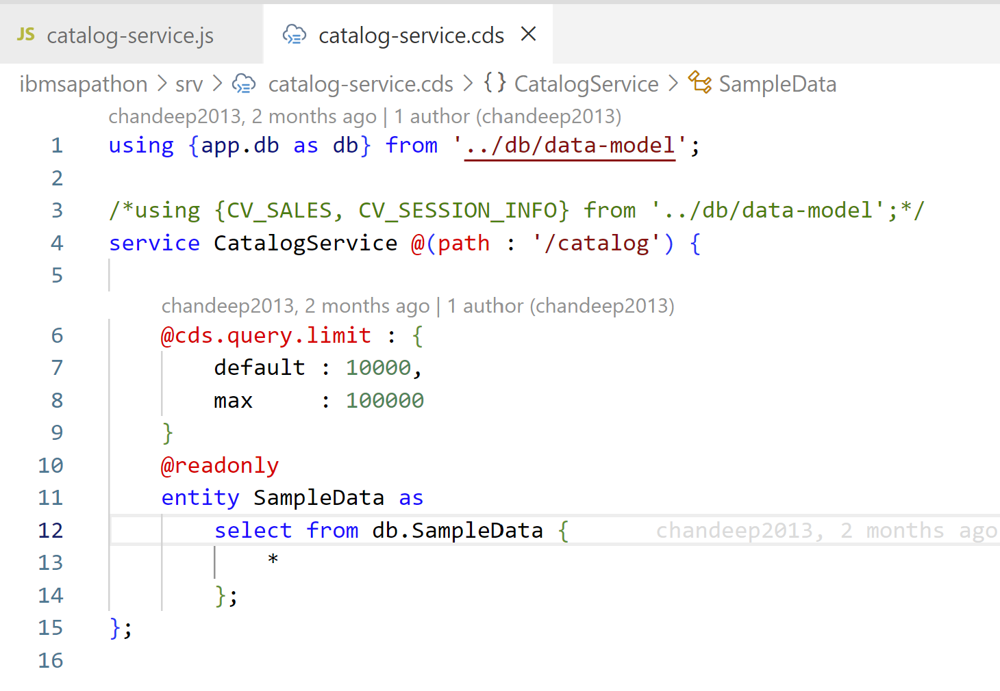 JS catalog-service.js catalog-service.cds ×
ibmsapathon > srv > catalog-service.cds > {} CatalogService > SampleData
chandeep2013, 2 months ago | 1 author (chandeep2013)
1 using {app.db as db} from '../db/data-model';
2
3 /*using {CV_SALES, CV_SESSION_INFO} from '../db/data-model';*/
4 service CatalogService @(path : '/catalog') {
5
chandeep2013, 2 months ago | 1 author (chandeep2013)
6 @cds.query.limit : {
7 default : 10000,
8 max : 100000
9 }
10 @readonly
11 entity SampleData as
12 select from db.SampleData { chandeep2013, 2 months ago
13 *
14 };
15 };
16